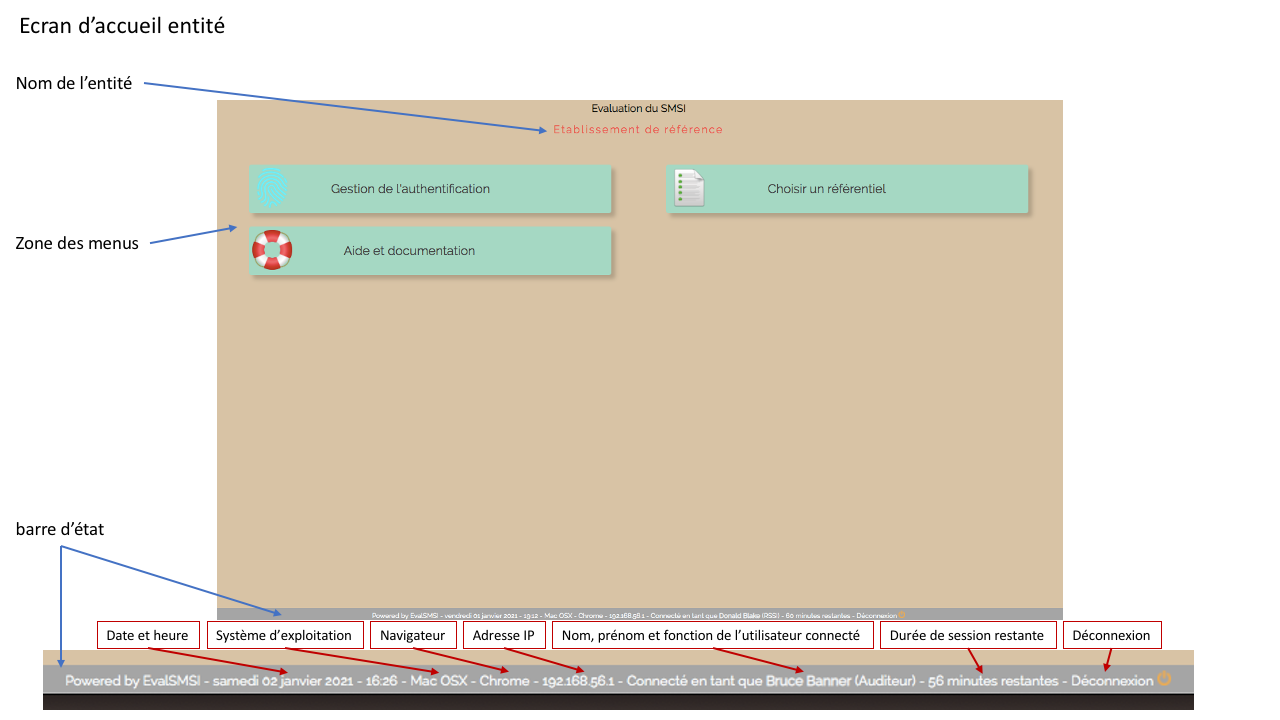 Ecran d’accueil entité
Nom de l’entité
Evaluation du SMSI
Etablissement de référence
Gestion de l'authentification
Choisir un référentiel
Zone des menus
Aide et documentation
barre d’état
Powered by EvalSMSI - vendredi 01 janvier 2021 - 19:12 - Mac OSX - Chrome - 192.168.56.1 - Connecté en tant que Donald Blake (RSSI) - 60 minutes restantes - Déconnexion
Date et heure
Système d’exploitation
Navigateur
Adresse IP
Nom, prénom et fonction de l’utilisateur connecté
Durée de session restante
Déconnexion
Powered by EvalSMSI - samedi 02 janvier 2021 - 16:26 - Mac OSX - Chrome - 192.168.56.1 - Connecté en tant que Bruce Banner (Auditeur) - 56 minutes restantes - Déconnexion